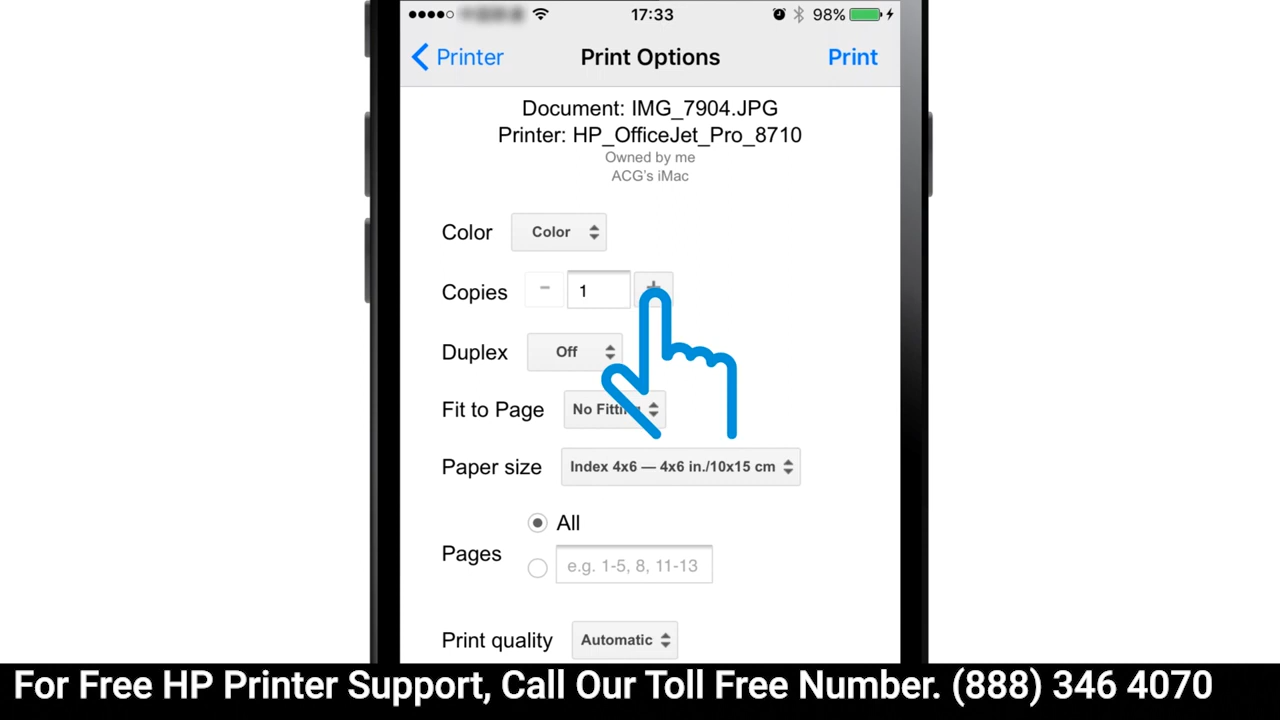 17:33 98%
Printer Print Options Print
Document: IMG_7904.JPG
Printer: HP_OfficeJet_Pro_8710
Owned by me
ACG's iMac
Color Color
Copies - 1 +
Duplex Off
Fit to Page No
Paper size Index 4x6 — 4x6 in./10x15 cm
All
Pages
e.g. 1-5, 8, 11-13
Print quality Automatic
For Free HP Printer Support, Call Our Toll Free Number. (888) 346 4070